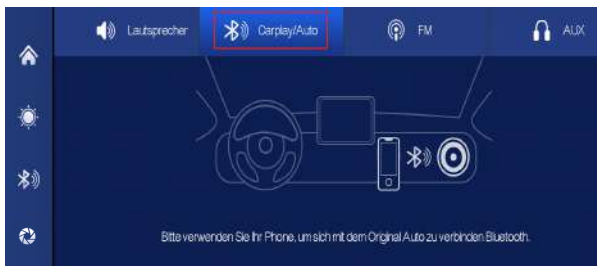 Lautsprecher Carplay/Auto FM AUX
Bitte verwenden Sie Ihr Phone, um sich mit dem Original Auto zu verbinden Bluetooth.